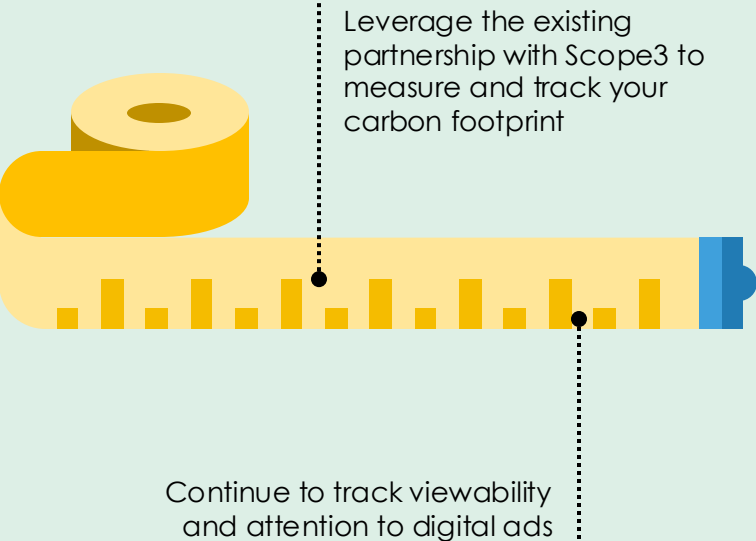 Leverage the existing
partnership with Scope3 to
measure and track your
carbon footprint
Continue to track viewability
and attention to digital ads